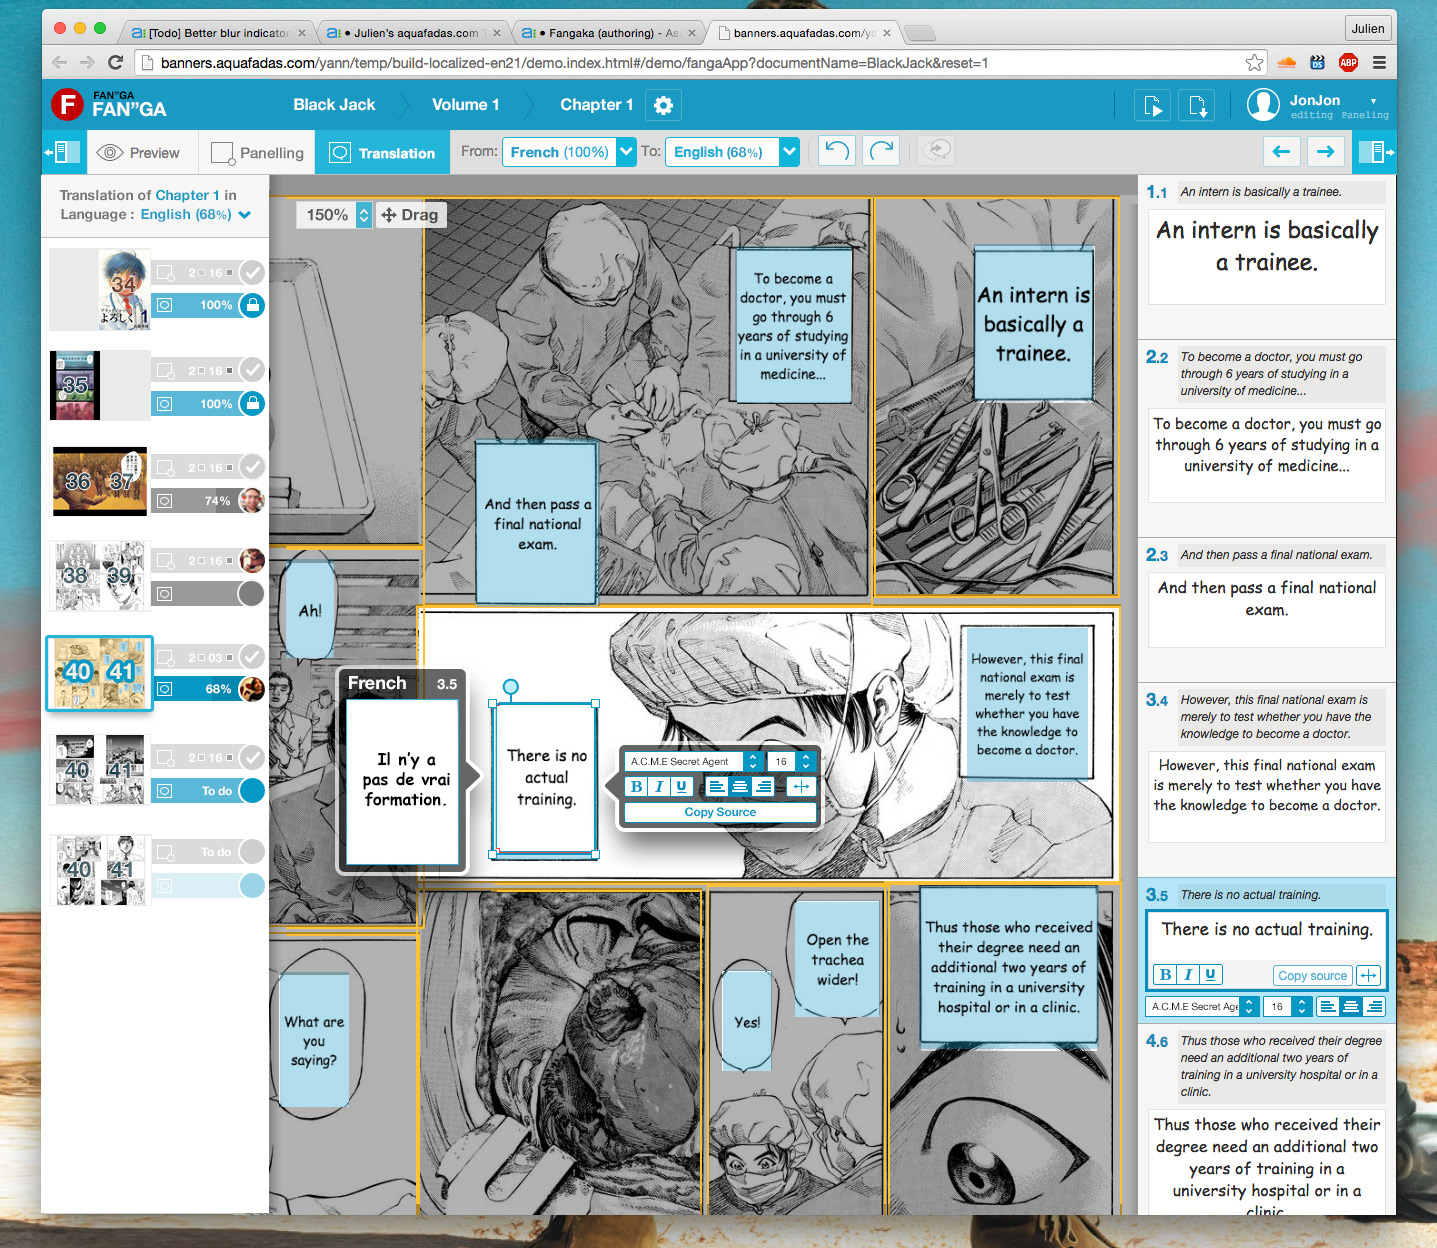 [Todo] Better blur indicator
● Julien's aquafadas.com T
● Fangaka (authoring) - Asa
banners.aquafadas.com/ya
Julien
banners.aquafadas.com/yann/temp/build-localized-en21/demo.index.html#/demo/fangaApp?documentName=BlackJack&reset=1
ABP
F
FAN"GA
FAN"GA
Black Jack
Volume 1
Chapter 1
JonJon
editing Paneling
Preview
Panelling
Translation
From:
French (100%)
To:
English (68%)
Translation of Chapter 1 in
Language : English (68%)
34
よろしく 1
2 16
100%
35
2 16
100%
36 37
2 16
74%
38 39
2 16
40 41
2 03
68%
40 41
2 16
To do
40 41
To do
150%
Drag
To become a
doctor, you must
go through 6
years of studying
in a university of
medicine...
An intern is
basically a
trainee.
And then pass a
final national
exam.
Ah!
However, this final
national exam is
merely to test
whether you have
the knowledge to
become a doctor.
French 3.5
Il n'y a
pas de vrai
formation.
There is no
actual
training.
A.C.M.E Secret Agent
16
B I U
Copy Source
What are
you
saying?
Yes!
Open the
trachea
wider!
Thus those who received
their degree need an
additional two years of
training in a university
hospital or in a clinic.
1.1 An intern is basically a trainee.
An intern is basically
a trainee.
2.2 To become a doctor, you must go
through 6 years of studying in a
university of medicine...
To become a doctor, you must go
through 6 years of studying in a
university of medicine...
2.3 And then pass a final national exam.
And then pass a final national
exam.
3.4 However, this final national exam is
merely to test whether you have the
knowledge to become a doctor.
However, this final national exam
is merely to test whether you have
the knowledge to become a doctor.
3.5 There is no actual training.
There is no actual training.
B I U
Copy source
A.C.M.E Secret Age
16
4.6 Thus those who received their degree
need an additional two years of
training in a university hospital or in a
clinic.
Thus those who received their
degree need an additional two
years of training in a
university hospital or in a
clinic.